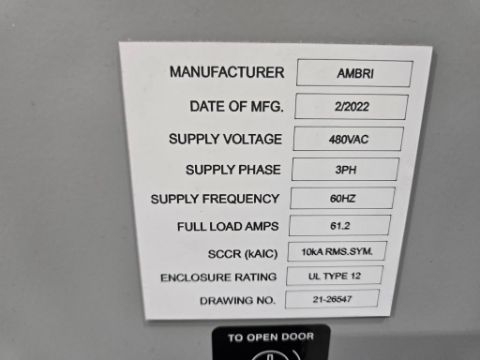 MANUFACTURER AMBRI
DATE OF MFG. 2/2022
SUPPLY VOLTAGE 480VAC
SUPPLY PHASE 3PH
SUPPLY FREQUENCY 60HZ
FULL LOAD AMPS 61.2
SCCR (kAIC) 10kA RMS.SYM.
ENCLOSURE RATING UL TYPE 12
DRAWING NO. 21-26547
TO OPEN DOOR